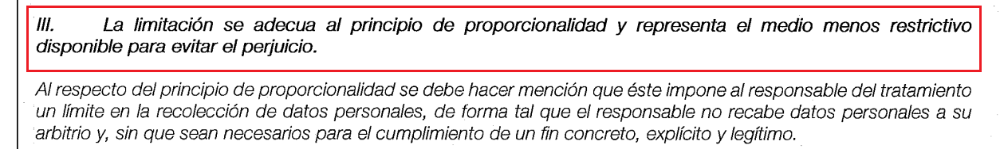 III. La limitación se adecua al principio de proporcionalidad y representa el medio menos restrictivo
disponible para evitar el perjuicio.
Al respecto del principio de proporcionalidad se debe hacer mención que éste impone al responsable del tratamiento
un límite en la recolección de datos personales, de forma tal que el responsable no recabe datos personales a su
arbitrio y, sin que sean necesarios para el cumplimiento de un fin concreto, explícito y legítimo.